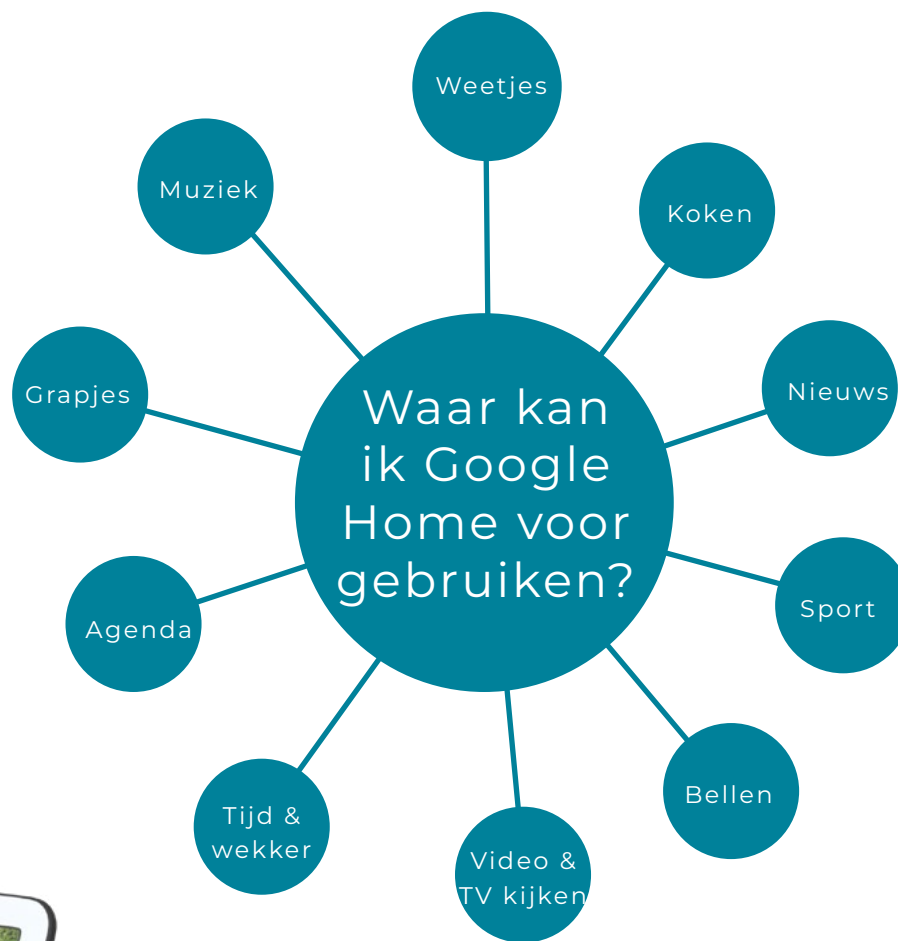 Weetjes
Muziek
Koken
Grapjes
Nieuws
Waar kan
ik Google
Home voor
gebruiken?
Sport
Agenda
Bellen
Tijd &
wekker
Video &
TV kijken